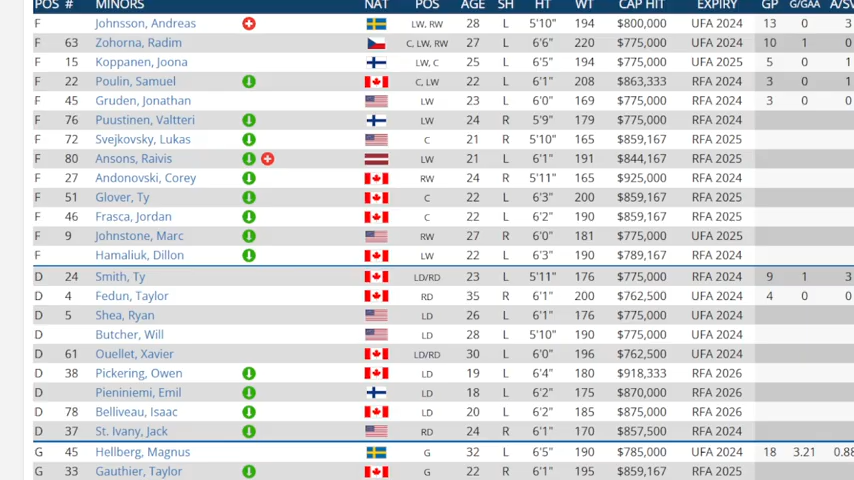 POS # MINORS NAT POS AGE SH HT WT CAP HIT EXPIRY GP G/GAA A/SV
Johnsson, Andreas LW, RW 28 L 5'10" 194 $800,000 UFA 2024 13 0 3
F 63 Zohorna, Radim C, LW, RW 27 L 6'6" 220 $775,000 UFA 2024 10 1 0
F 15 Koppanen, Joona LW, C 25 L 6'5" 194 $775,000 UFA 2025 5 0 1
F 22 Poulin, Samuel C, LW 22 L 6'1" 208 $863,333 RFA 2024 3 0 1
F 45 Gruden, Jonathan LW 23 L 6'0" 169 $775,000 RFA 2024 3 0 0
F 76 Puustinen, Valtteri LW 24 R 5'9" 179 $775,000 RFA 2024
F 72 Svejkovsky, Lukas C 21 R 5'10" 165 $859,167 RFA 2025
F 80 Ansons, Raivis LW 21 L 6'1" 191 $844,167 RFA 2025
F 27 Andonovski, Corey RW 24 R 5'11" 165 $925,000 RFA 2024
F 51 Glover, Ty C 22 L 6'3" 200 $859,167 RFA 2025
F 46 Frasca, Jordan C 22 L 6'2" 190 $859,167 RFA 2025
F 9 Johnstone, Marc RW 27 R 6'0" 181 $775,000 UFA 2025
F Hamaliuk, Dillon LW 22 L 6'3" 190 $789,167 RFA 2024
D 24 Smith, Ty LD/RD 23 L 5'11" 176 $775,000 RFA 2024 9 1 3
D 4 Fedun, Taylor RD 35 R 6'1" 200 $762,500 UFA 2024 4 0 0
D 5 Shea, Ryan LD 26 L 6'1" 176 $775,000 UFA 2024
D Butcher, Will LD 28 L 5'10" 190 $775,000 UFA 2024
D 61 Ouellet, Xavier LD/RD 30 L 6'0" 196 $762,500 UFA 2024
D 38 Pickering, Owen LD 19 L 6'4" 180 $918,333 RFA 2026
D Pieniniemi, Emil LD 18 L 6'2" 175 $870,000 RFA 2026
D 78 Belliveau, Isaac LD 20 L 6'2" 185 $875,000 RFA 2026
D 37 St. Ivany, Jack RD 24 R 6'1" 170 $857,500 RFA 2024
G 45 Hellberg, Magnus G 32 L 6'5" 190 $785,000 UFA 2024 18 3.21 0.88
G 33 Gauthier, Taylor G 22 R 6'1" 195 $859,167 RFA 2025